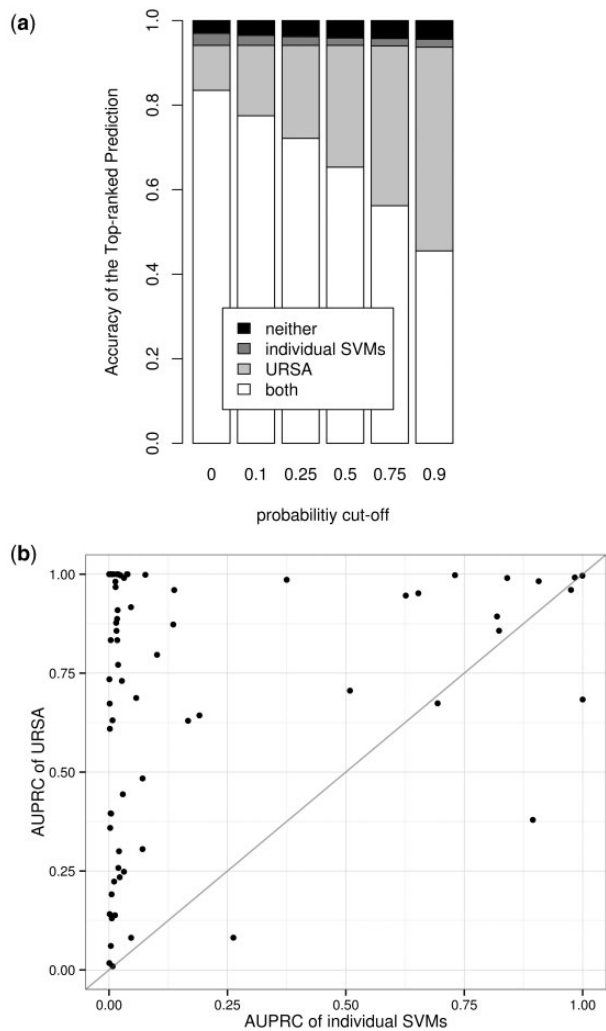 (a)
Accuracy of the Top-ranked Prediction
1.0
0.8
0.6
0.4
0.2
0.0
neither
individual SVMs
URSA
both
0 0.1 0.25 0.5 0.75 0.9
probabilitiy cut-off
(b)
AUPRC of URSA
1.00
0.75
0.50
0.25
0.00
0.00 0.25 0.50 0.75 1.00
AUPRC of individual SVMs